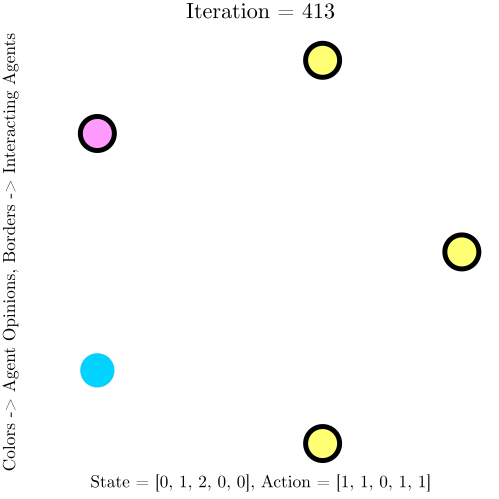 Iteration = 413
Colors -> Agent Opinions, Borders -> Interacting Agents
State = [0, 1, 2, 0, 0], Action = [1, 1, 0, 1, 1]